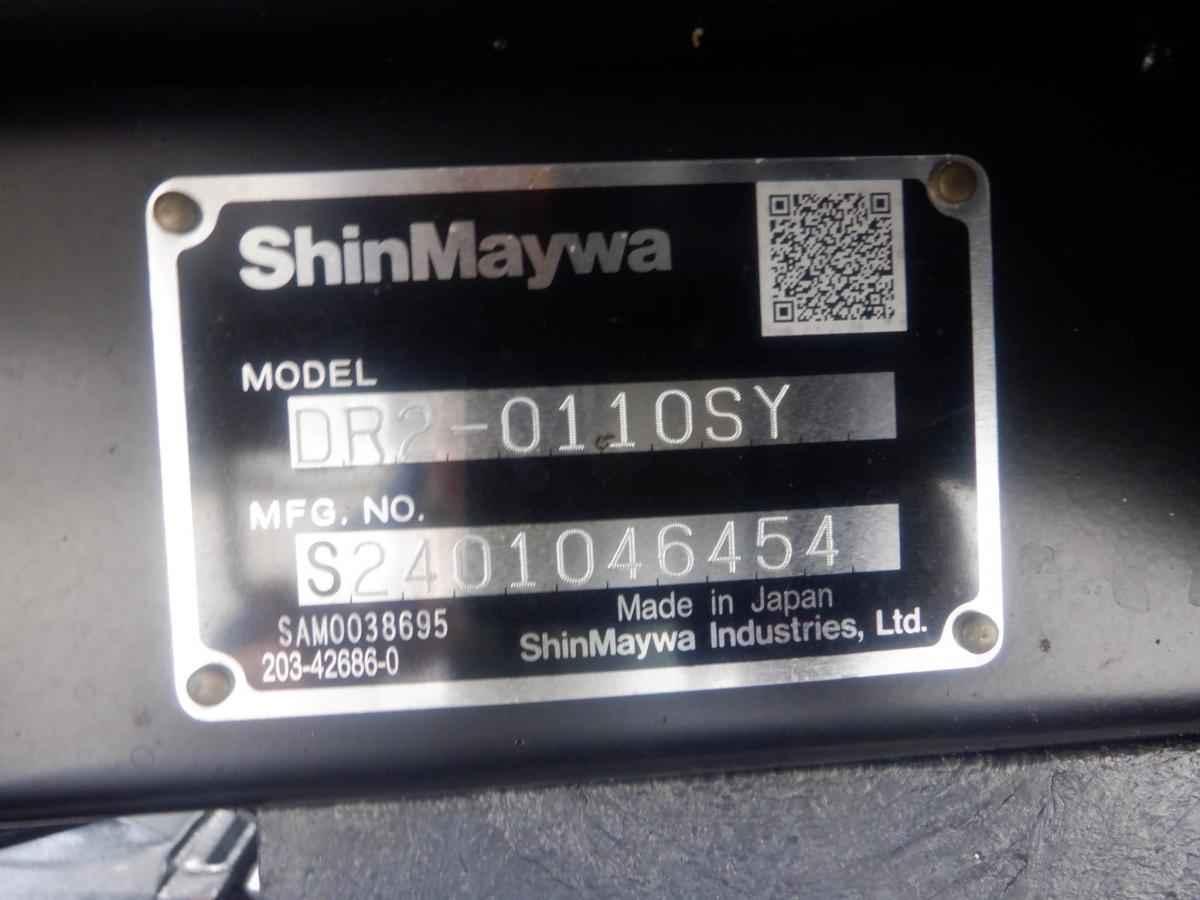 ShinMaywa
MODEL
DR2-0110SY
MFG. NO.
S2401046454
SAM0038695
203-42686-0
Made in Japan
ShinMaywa Industries, Ltd.